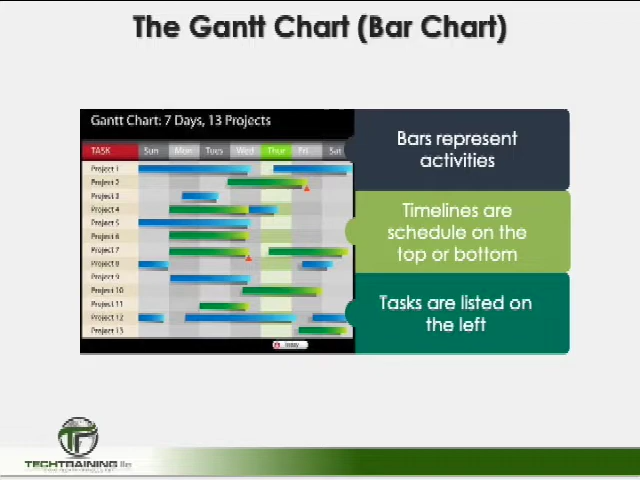 The Gantt Chart (Bar Chart)
Gantt Chart: 7 Days, 13 Projects
TASK Sun Mon Tues Wed Thur Fri Sat
Project 1
Project 2
Project 3
Project 4
Project 5
Project 6
Project 7
Project 8
Project 9
Project 10
Project 11
Project 12
Project 13
Today
Bars represent
activities
Timelines are
schedule on the
top or bottom
Tasks are listed on
the left
TF
TECHTRAINING